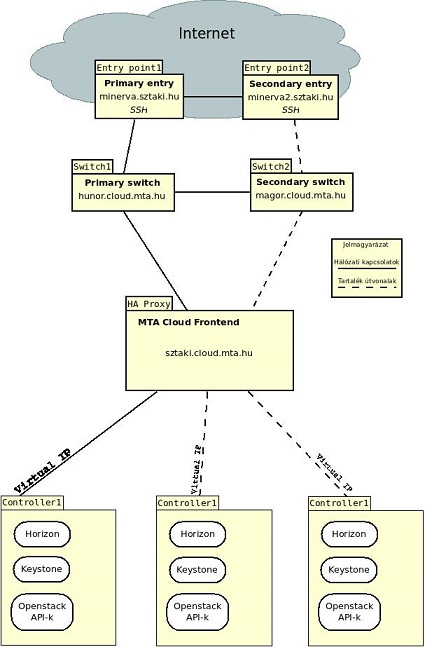 Internet
Entry point1
Primary entry
minerva.sztaki.hu
SSH
Entry point2
Secondary entry
minerva2.sztaki.hu
SSH
Switch1
Primary switch
hunor.cloud.mta.hu
Switch2
Secondary switch
magor.cloud.mta.hu
Jelmagyarázat
Hálózati kapcsolatok
Tartalék útvonalak
HA Proxy
MTA Cloud Frontend
sztaki.cloud.mta.hu
Virtual IP
Virtual IP
Virtual IP
Controller1
Horizon
Keystone
Openstack
API-k
Controller1
Horizon
Keystone
Openstack
API-k
Controller1
Horizon
Keystone
Openstack
API-k